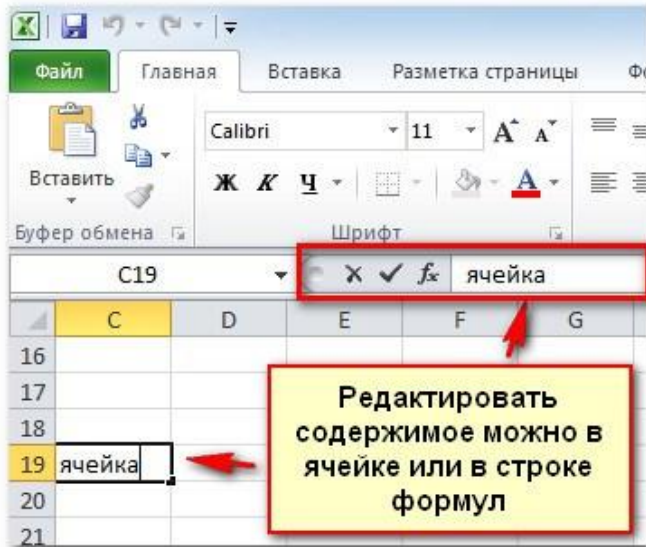 Файл Главная Вставка Разметка страницы
Calibri 11 A A
Вставить
Ж К Ч А
Буфер обмена Шрифт
C19 fx ячейка
C D E F G
16
17
18
19 ячейка
20
21
Редактировать
содержимое можно в
ячейке или в строке
формул